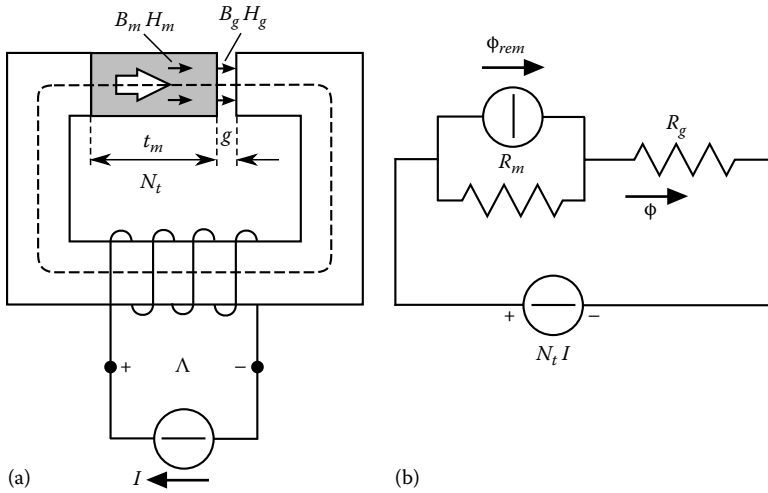 B_m H_m
B_g H_g
t_m
g
N_t
+ Λ −
I
(a)
ϕ_rem
R_m
R_g
ϕ
+ −
N_t I
(b)